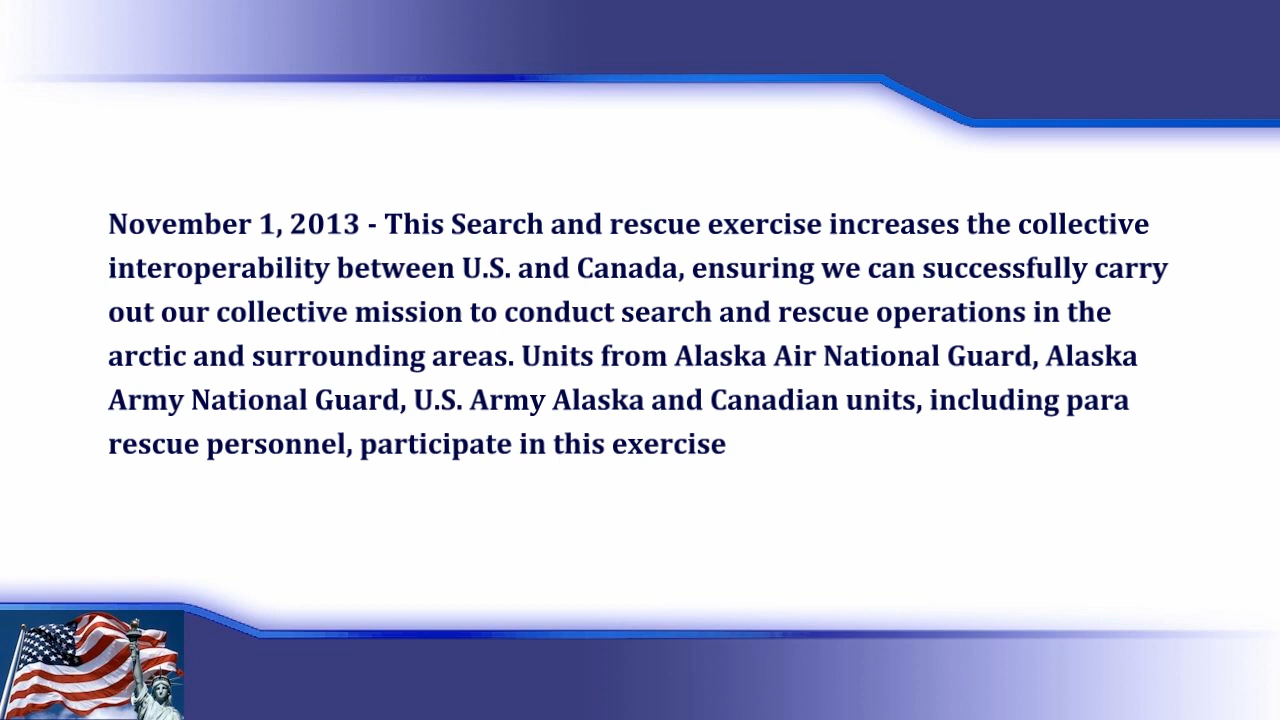 November 1, 2013 - This Search and rescue exercise increases the collective
interoperability between U.S. and Canada, ensuring we can successfully carry
out our collective mission to conduct search and rescue operations in the
arctic and surrounding areas. Units from Alaska Air National Guard, Alaska
Army National Guard, U.S. Army Alaska and Canadian units, including para
rescue personnel, participate in this exercise